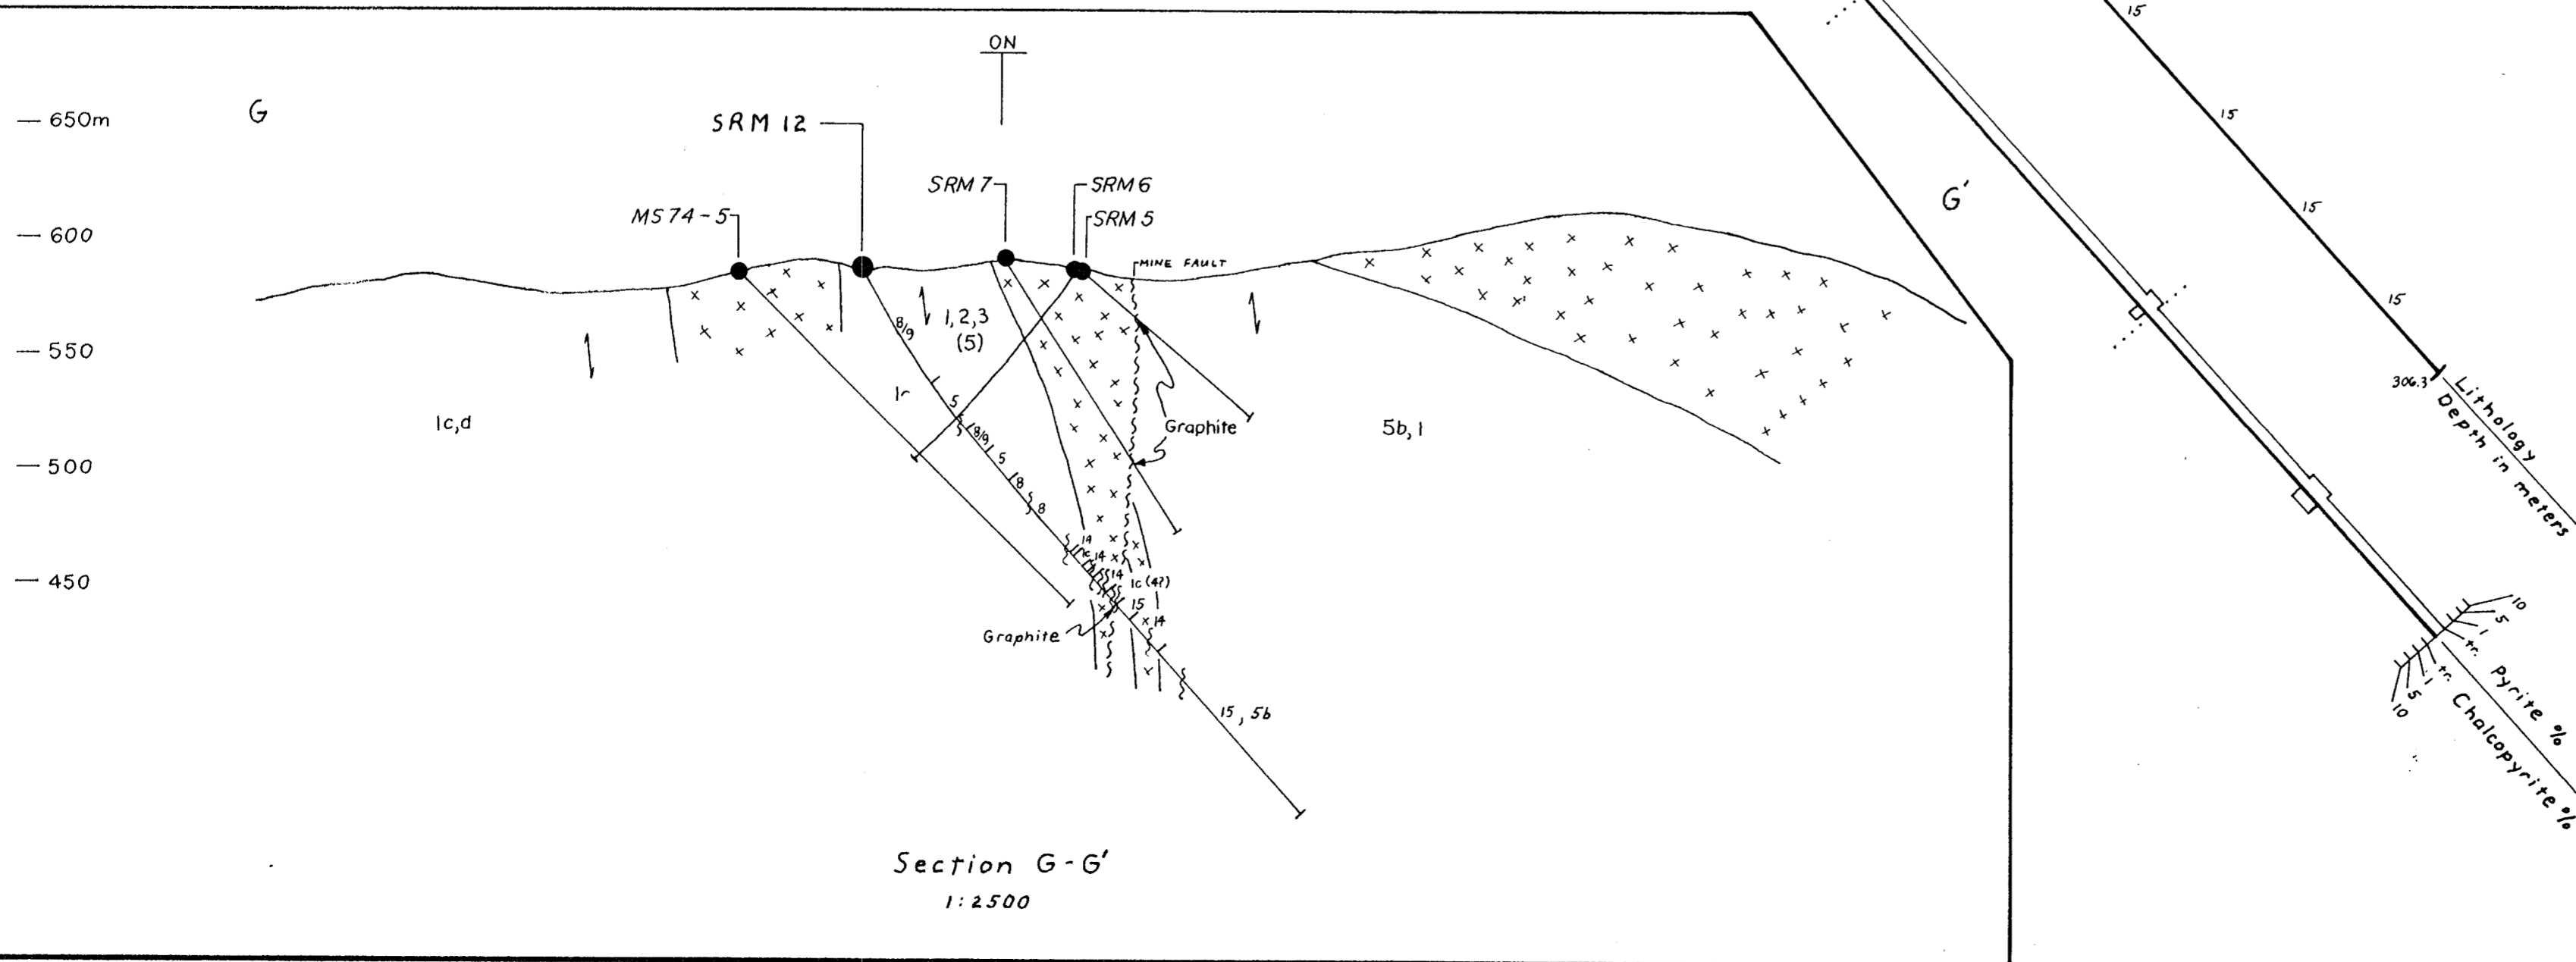 ON
650m
G
SRM 12
SRM 7
SRM 6
MS 74-5
SRM 5
600
G'
MINE FAULT
550
8/9
1,2,3
(5)
1r
5
1c,d
8/9
Graphite
5b,1
500
5
8
8
14
1c
14
14
450
1c (4?)
15
14
Graphite
15, 5b
Section G-G'
1:2500
15
15
15
15
306.3
Lithology
Depth in meters
10
5
1
tr.
Pyrite %
tr.
1
5
10
Chalcopyrite %